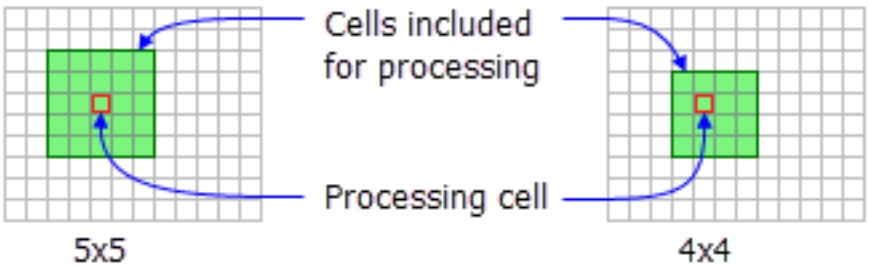 Cells included
for processing
Processing cell
5x5
4x4